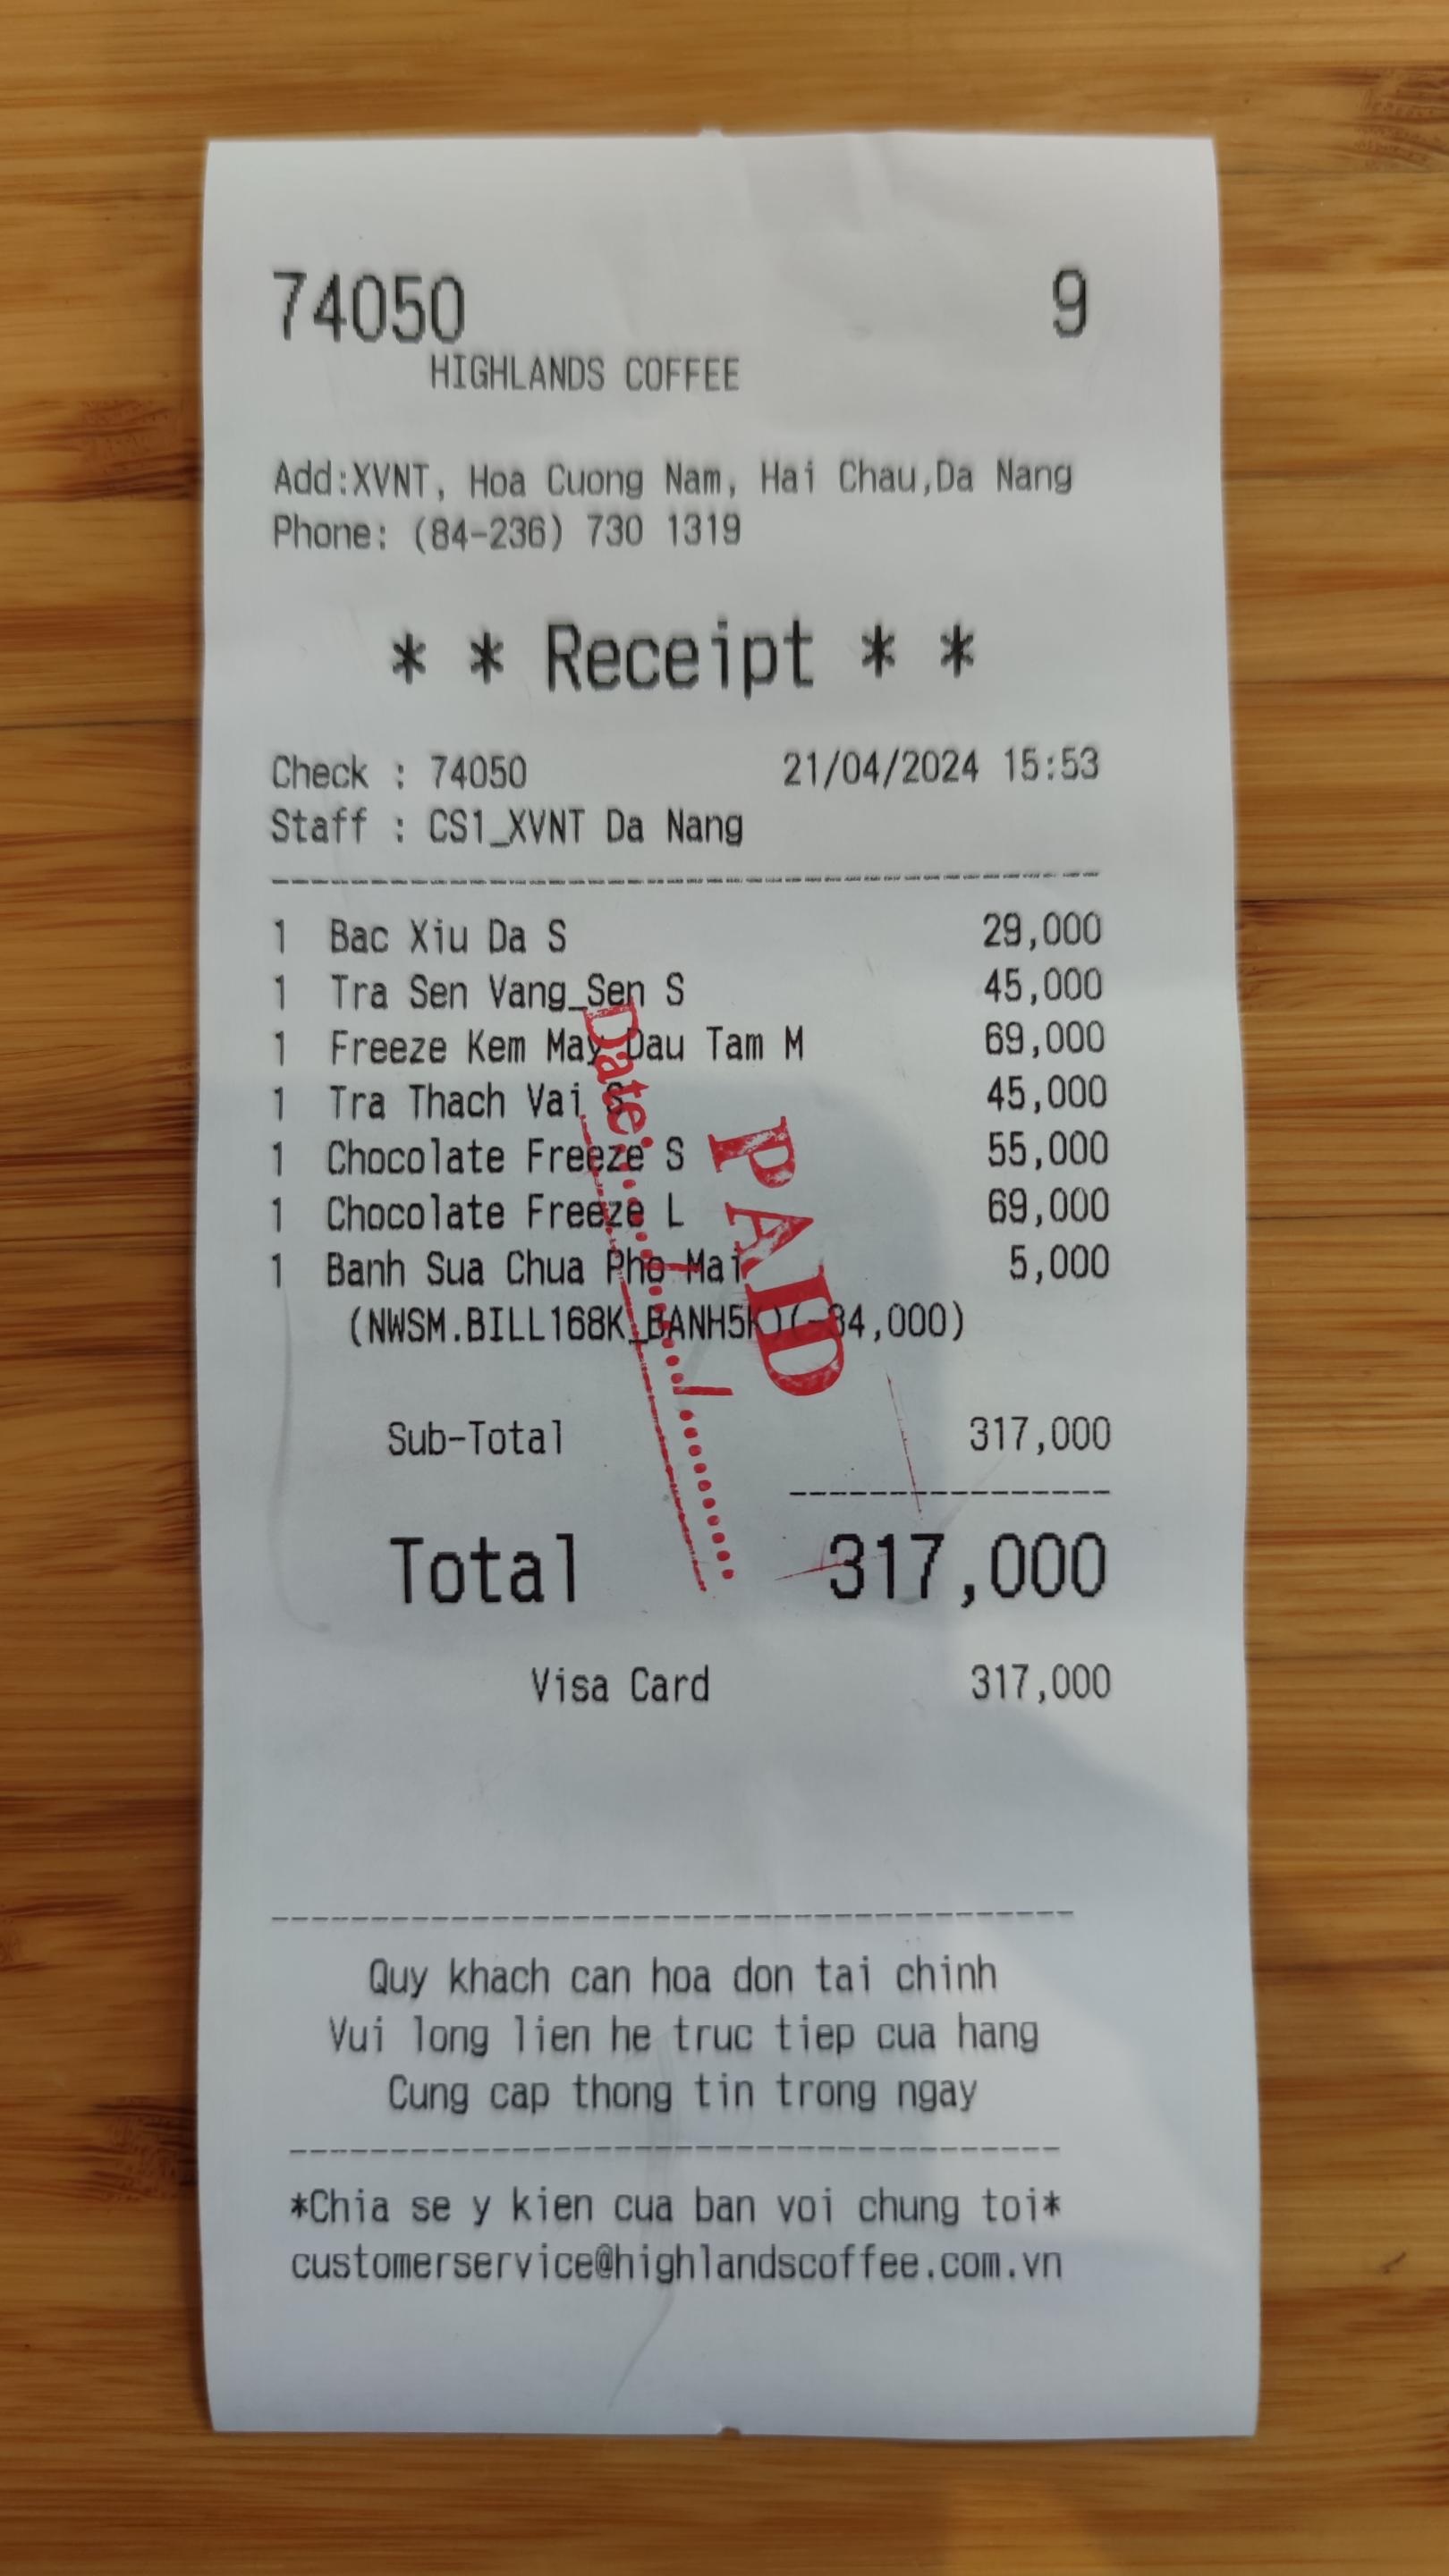 74050 9
HIGHLANDS COFFEE
Add:XVNT, Hoa Cuong Nam, Hai Chau,Da Nang
Phone: (84-236) 730 1319
* * Receipt * *
Check : 74050 21/04/2024 15:53
Staff : CS1_XVNT Da Nang
1 Bac Xiu Da S 29,000
1 Tra Sen Vang_Sen S 45,000
1 Freeze Kem May Dau Tam M 69,000
1 Tra Thach Vai S 45,000
1 Chocolate Freeze S 55,000
1 Chocolate Freeze L 69,000
1 Banh Sua Chua Pho Mai 5,000
(NWSM.BILL168K_BANH5K)(-34,000)
PAID
Date:....../....../........
Sub-Total 317,000
Total 317,000
Visa Card 317,000
Quy khach can hoa don tai chinh
Vui long lien he truc tiep cua hang
Cung cap thong tin trong ngay
*Chia se y kien cua ban voi chung toi*
customerservice@highlandscoffee.com.vn